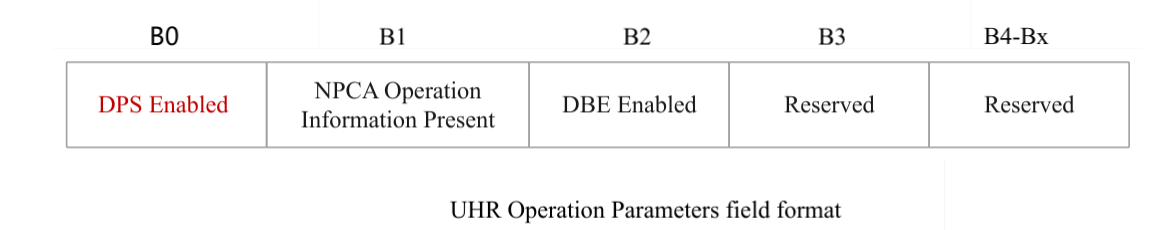 B0 B1 B2 B3 B4-Bx
DPS Enabled
NPCA Operation
Information Present
DBE Enabled
Reserved
Reserved
UHR Operation Parameters field format